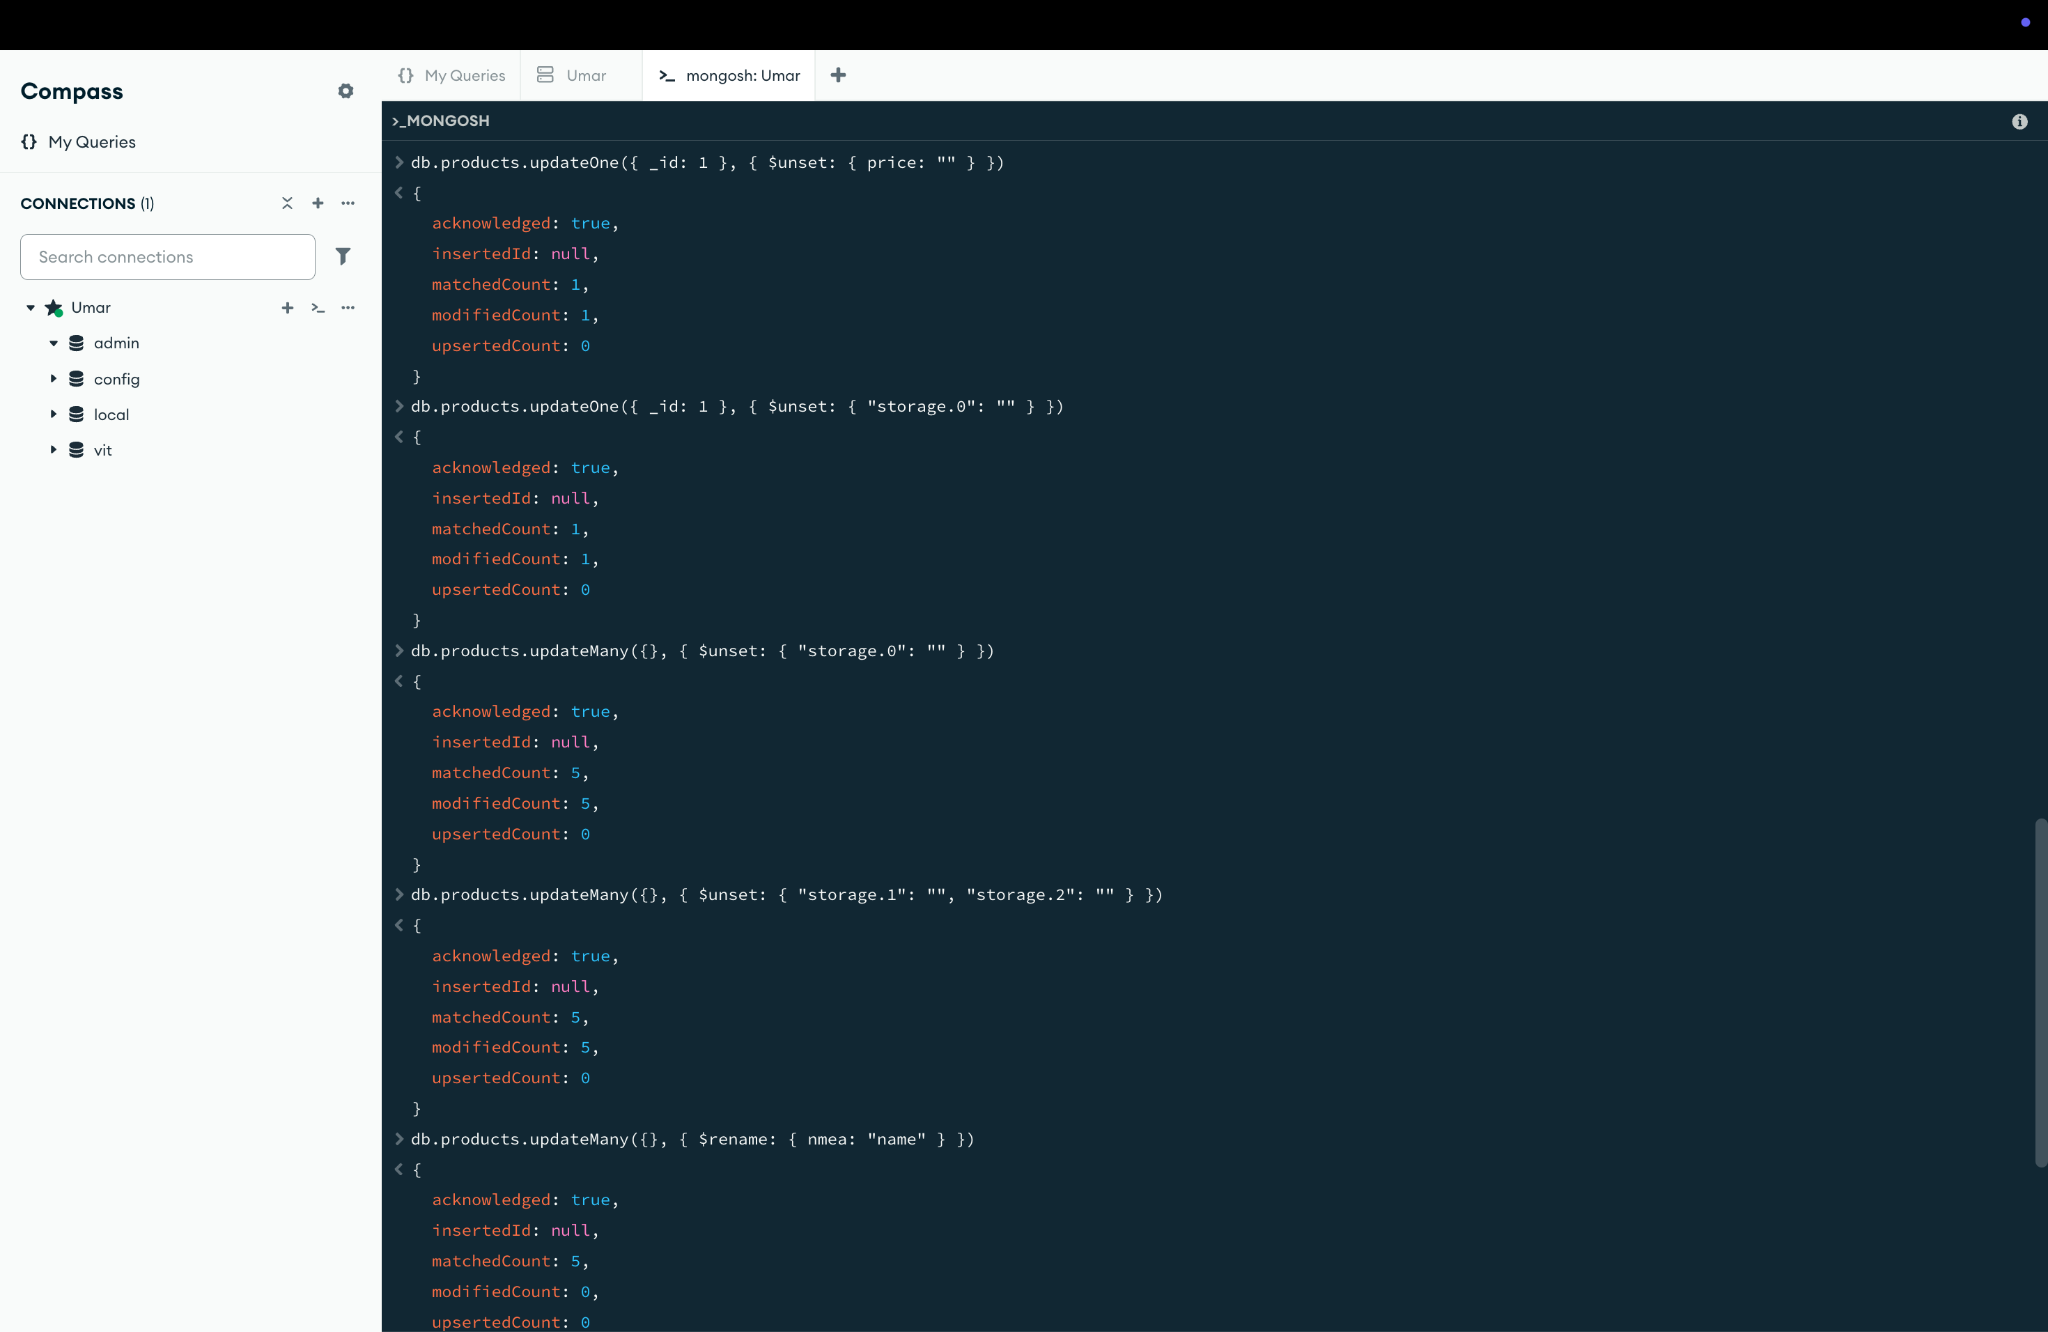 Compass
My Queries
CONNECTIONS (1)
Search connections
Umar
admin
config
local
vit
My Queries
Umar
mongosh: Umar
>_MONGOSH
db.products.updateOne({ _id: 1 }, { $unset: { price: "" } })
{
acknowledged: true,
insertedId: null,
matchedCount: 1,
modifiedCount: 1,
upsertedCount: 0
}
db.products.updateOne({ _id: 1 }, { $unset: { "storage.0": "" } })
{
acknowledged: true,
insertedId: null,
matchedCount: 1,
modifiedCount: 1,
upsertedCount: 0
}
db.products.updateMany({}, { $unset: { "storage.0": "" } })
{
acknowledged: true,
insertedId: null,
matchedCount: 5,
modifiedCount: 5,
upsertedCount: 0
}
db.products.updateMany({}, { $unset: { "storage.1": "", "storage.2": "" } })
{
acknowledged: true,
insertedId: null,
matchedCount: 5,
modifiedCount: 5,
upsertedCount: 0
}
db.products.updateMany({}, { $rename: { nmea: "name" } })
{
acknowledged: true,
insertedId: null,
matchedCount: 5,
modifiedCount: 0,
upsertedCount: 0